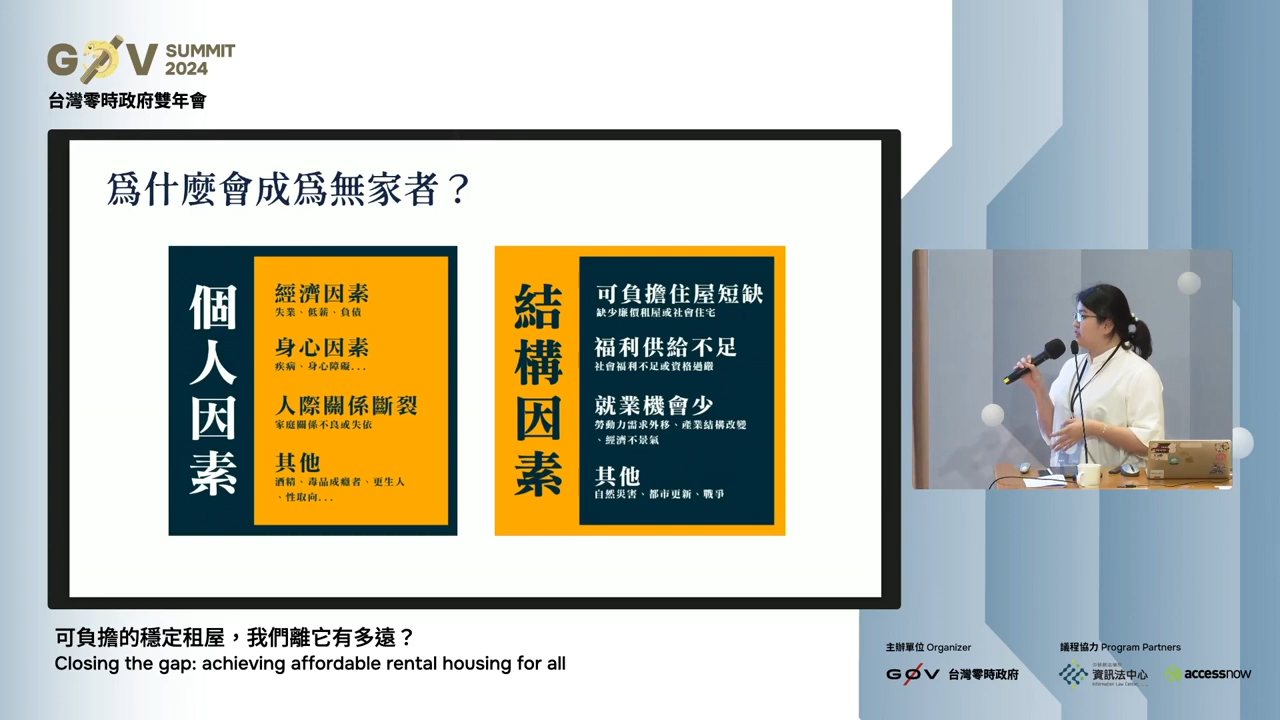 G0V SUMMIT 2024
台灣零時政府雙年會
爲什麼會成爲無家者？
個人因素
經濟因素
失業、低薪、負債
身心因素
疾病、身心障礙...
人際關係斷裂
家庭關係不良或失依
其他
酒精、毒品成癮者、更生人
、性取向...
結構因素
可負擔住屋短缺
缺少廉價租屋或社會住宅
福利供給不足
社會福利不足或資格過嚴
就業機會少
勞動力需求外移、產業結構改變
、經濟不景氣
其他
自然災害、都市更新、戰爭
可負擔的穩定租屋，我們離它有多遠？
Closing the gap: achieving affordable rental housing for all
主辦單位 Organizer
G0V 台灣零時政府
議程協力 Program Partners
資訊法中心
Information Law Center
accessnow